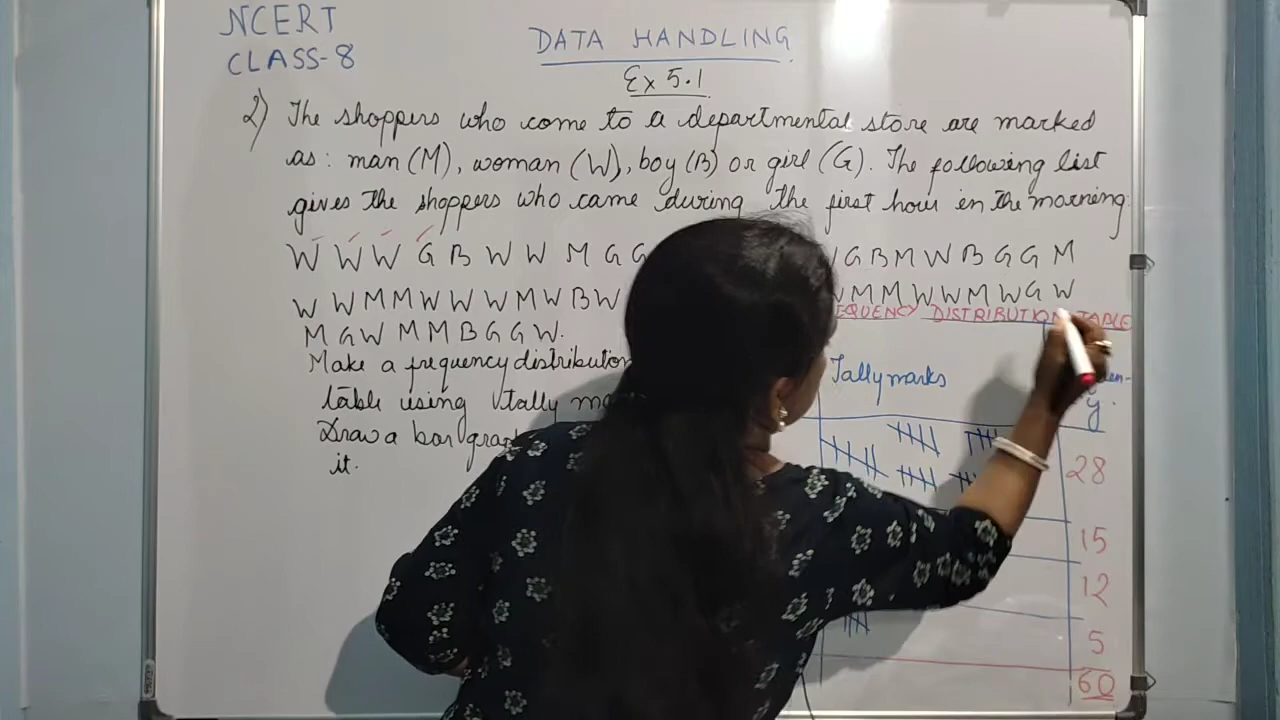 NCERT
CLASS-8
DATA HANDLING
Ex 5.1
2) The shoppers who come to a departmental store are marked
as: man (M), woman (W), boy (B) or girl (G). The following list
gives the shoppers who came during the first hour in the morning:
W W W G B W W M G G
G B M W B G G M
W W M M W W W M W B W
M M W W M W G W
M G W M M B G G W.
Make a frequency distribution
table using tally
Draw a bar
it.
DISTRIBUTION TABLE
Tally marks
28
15
12
5
60